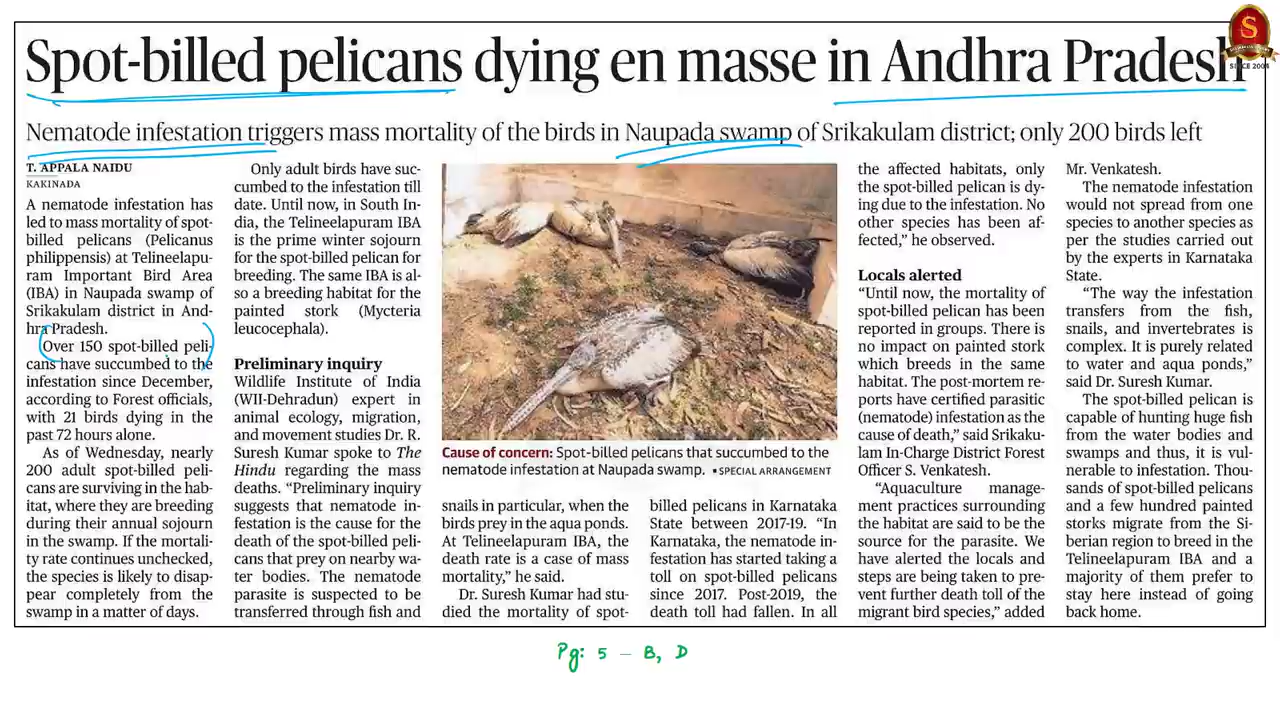 Spot-billed pelicans dying en masse in Andhra Pradesh
S
SINCE 2004
Nematode infestation triggers mass mortality of the birds in Naupada swamp of Srikakulam district; only 200 birds left
T. APPALA NAIDU
KAKINADA
A nematode infestation has
led to mass mortality of spot-
billed pelicans (Pelicanus
philippensis) at Telineelapu-
ram Important Bird Area
(IBA) in Naupada swamp of
Srikakulam district in And-
hra Pradesh.
Over 150 spot-billed peli-
cans have succumbed to the
infestation since December,
according to Forest officials,
with 21 birds dying in the
past 72 hours alone.
As of Wednesday, nearly
200 adult spot-billed peli-
cans are surviving in the hab-
itat, where they are breeding
during their annual sojourn
in the swamp. If the mortali-
ty rate continues unchecked,
the species is likely to disap-
pear completely from the
swamp in a matter of days.
Only adult birds have suc-
cumbed to the infestation till
date. Until now, in South In-
dia, the Telineelapuram IBA
is the prime winter sojourn
for the spot-billed pelican for
breeding. The same IBA is al-
so a breeding habitat for the
painted stork (Mycteria
leucocephala).
Preliminary inquiry
Wildlife Institute of India
(WII-Dehradun) expert in
animal ecology, migration,
and movement studies Dr. R.
Suresh Kumar spoke to The
Hindu regarding the mass
deaths. “Preliminary inquiry
suggests that nematode in-
festation is the cause for the
death of the spot-billed peli-
cans that prey on nearby wa-
ter bodies. The nematode
parasite is suspected to be
transferred through fish and
Cause of concern: Spot-billed pelicans that succumbed to the
nematode infestation at Naupada swamp. ▪SPECIAL ARRANGEMENT
snails in particular, when the
birds prey in the aqua ponds.
At Telineelapuram IBA, the
death rate is a case of mass
mortality,” he said.
Dr. Suresh Kumar had stu-
died the mortality of spot-
billed pelicans in Karnataka
State between 2017-19. “In
Karnataka, the nematode in-
festation has started taking a
toll on spot-billed pelicans
since 2017. Post-2019, the
death toll had fallen. In all
the affected habitats, only
the spot-billed pelican is dy-
ing due to the infestation. No
other species has been af-
fected,” he observed.
Locals alerted
“Until now, the mortality of
spot-billed pelican has been
reported in groups. There is
no impact on painted stork
which breeds in the same
habitat. The post-mortem re-
ports have certified parasitic
(nematode) infestation as the
cause of death,” said Srikaku-
lam In-Charge District Forest
Officer S. Venkatesh.
“Aquaculture manage-
ment practices surrounding
the habitat are said to be the
source for the parasite. We
have alerted the locals and
steps are being taken to pre-
vent further death toll of the
migrant bird species,” added
Mr. Venkatesh.
The nematode infestation
would not spread from one
species to another species as
per the studies carried out
by the experts in Karnataka
State.
“The way the infestation
transfers from the fish,
snails, and invertebrates is
complex. It is purely related
to water and aqua ponds,”
said Dr. Suresh Kumar.
The spot-billed pelican is
capable of hunting huge fish
from the water bodies and
swamps and thus, it is vul-
nerable to infestation. Thou-
sands of spot-billed pelicans
and a few hundred painted
storks migrate from the Si-
berian region to breed in the
Telineelapuram IBA and a
majority of them prefer to
stay here instead of going
back home.
Pg: 5 – B, D